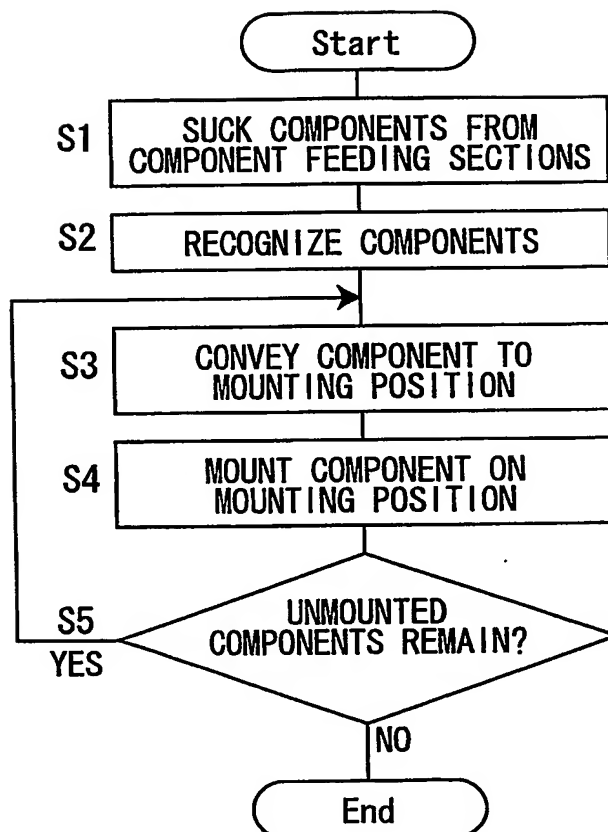 Start
S1
SUCK COMPONENTS FROM
COMPONENT FEEDING SECTIONS
S2
RECOGNIZE COMPONENTS
S3
CONVEY COMPONENT TO
MOUNTING POSITION
S4
MOUNT COMPONENT ON
MOUNTING POSITION
S5
UNMOUNTED
COMPONENTS REMAIN?
YES
NO
End